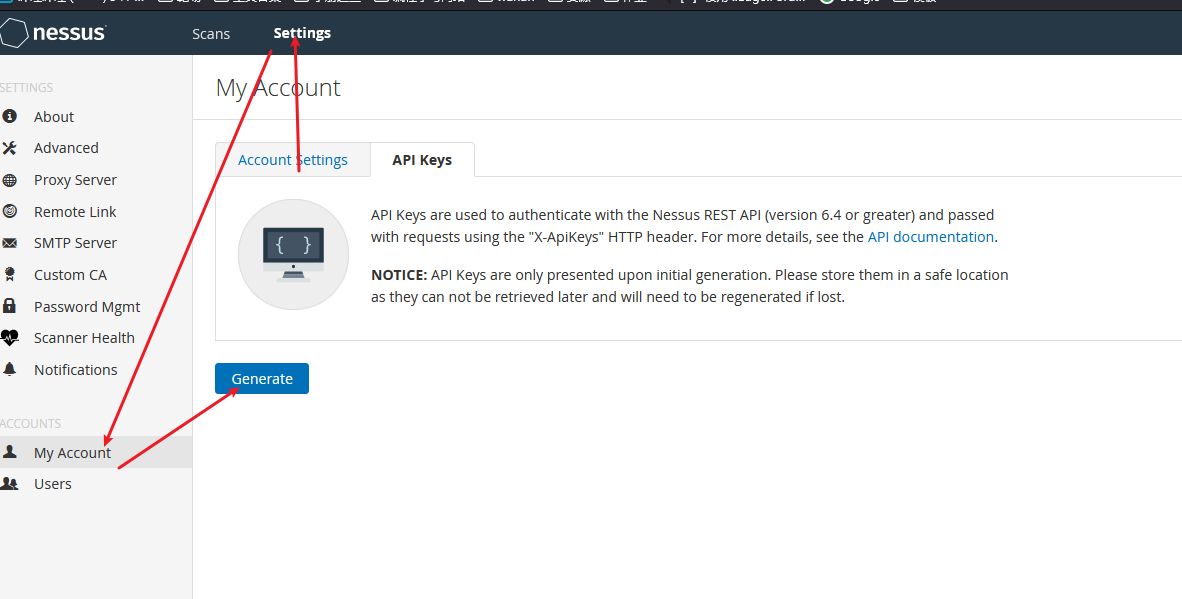 nessus
Scans
Settings
SETTINGS
About
Advanced
Proxy Server
Remote Link
SMTP Server
Custom CA
Password Mgmt
Scanner Health
Notifications
ACCOUNTS
My Account
Users
My Account
Account Settings
API Keys
{ }
API Keys are used to authenticate with the Nessus REST API (version 6.4 or greater) and passed
with requests using the "X-ApiKeys" HTTP header. For more details, see the API documentation.
NOTICE: API Keys are only presented upon initial generation. Please store them in a safe location
as they can not be retrieved later and will need to be regenerated if lost.
Generate